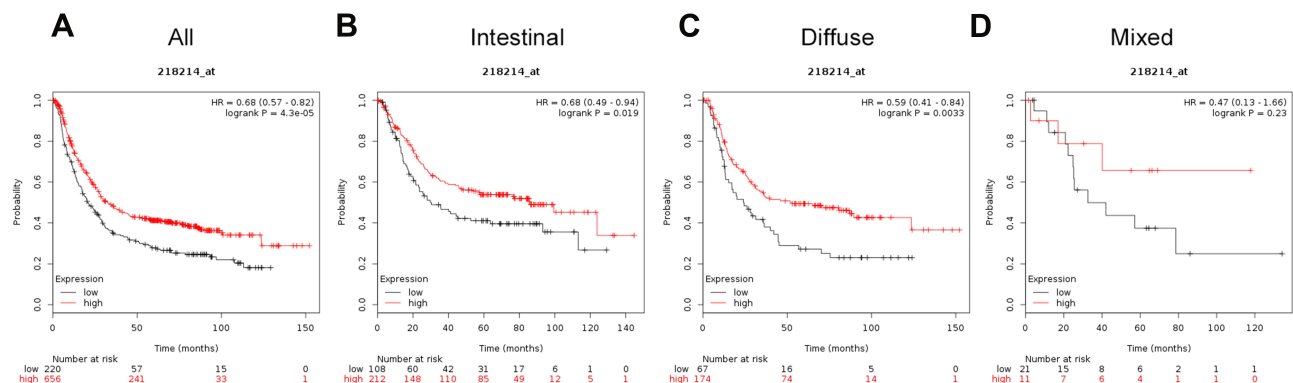 A
All
218214_at
HR = 0.68 (0.57 - 0.82)
logrank P = 4.3e-05
Probability
1.0
0.8
0.6
0.4
0.2
0.0
Expression
low
high
0 50 100 150
Time (months)
Number at risk
low 220 57 15 0
high 656 241 33 1
B
Intestinal
218214_at
HR = 0.68 (0.49 - 0.94)
logrank P = 0.019
Probability
1.0
0.8
0.6
0.4
0.2
0.0
Expression
low
high
0 20 40 60 80 100 120 140
Time (months)
Number at risk
low 108 60 42 31 17 6 1 0
high 212 148 110 85 49 12 5 1
C
Diffuse
218214_at
HR = 0.59 (0.41 - 0.84)
logrank P = 0.0033
Probability
1.0
0.8
0.6
0.4
0.2
0.0
Expression
low
high
0 50 100 150
Time (months)
Number at risk
low 67 16 5 0
high 174 74 14 1
D
Mixed
218214_at
HR = 0.47 (0.13 - 1.66)
logrank P = 0.23
Probability
1.0
0.8
0.6
0.4
0.2
0.0
Expression
low
high
0 20 40 60 80 100 120
Time (months)
Number at risk
low 21 15 8 6 2 1 1
high 11 7 6 4 1 1 0